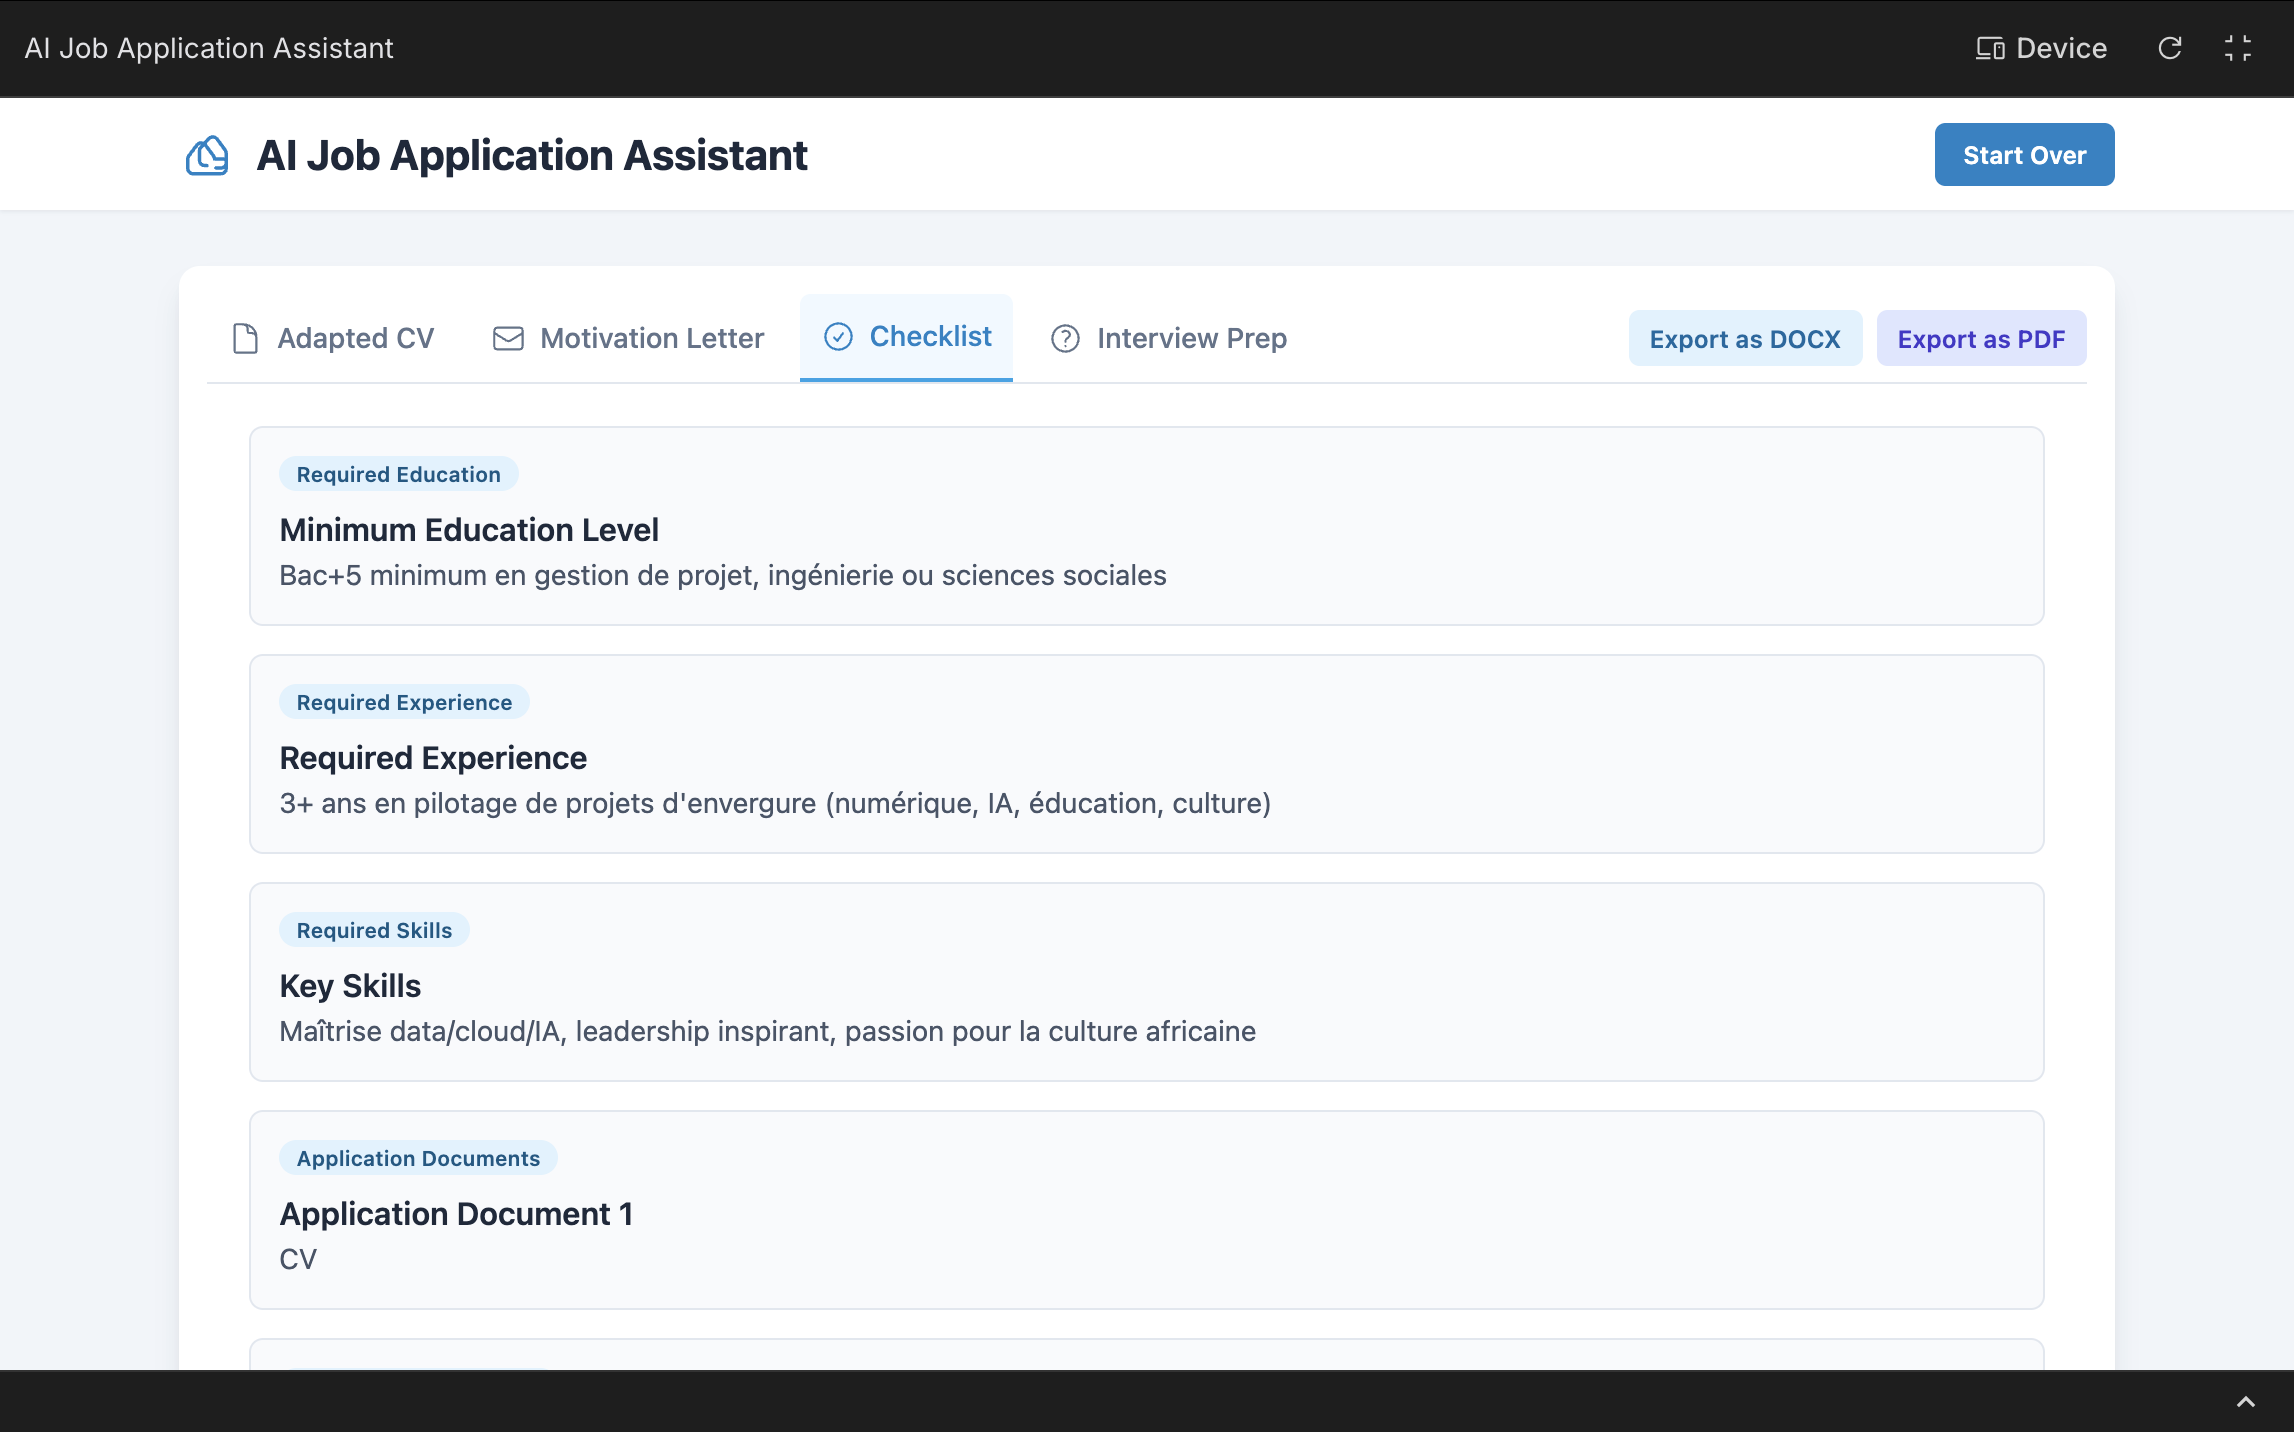 AI Job Application Assistant
Device
AI Job Application Assistant
Start Over
Adapted CV
Motivation Letter
Checklist
Interview Prep
Export as DOCX
Export as PDF
Required Education
Minimum Education Level
Bac+5 minimum en gestion de projet, ingénierie ou sciences sociales
Required Experience
Required Experience
3+ ans en pilotage de projets d'envergure (numérique, IA, éducation, culture)
Required Skills
Key Skills
Maîtrise data/cloud/IA, leadership inspirant, passion pour la culture africaine
Application Documents
Application Document 1
CV